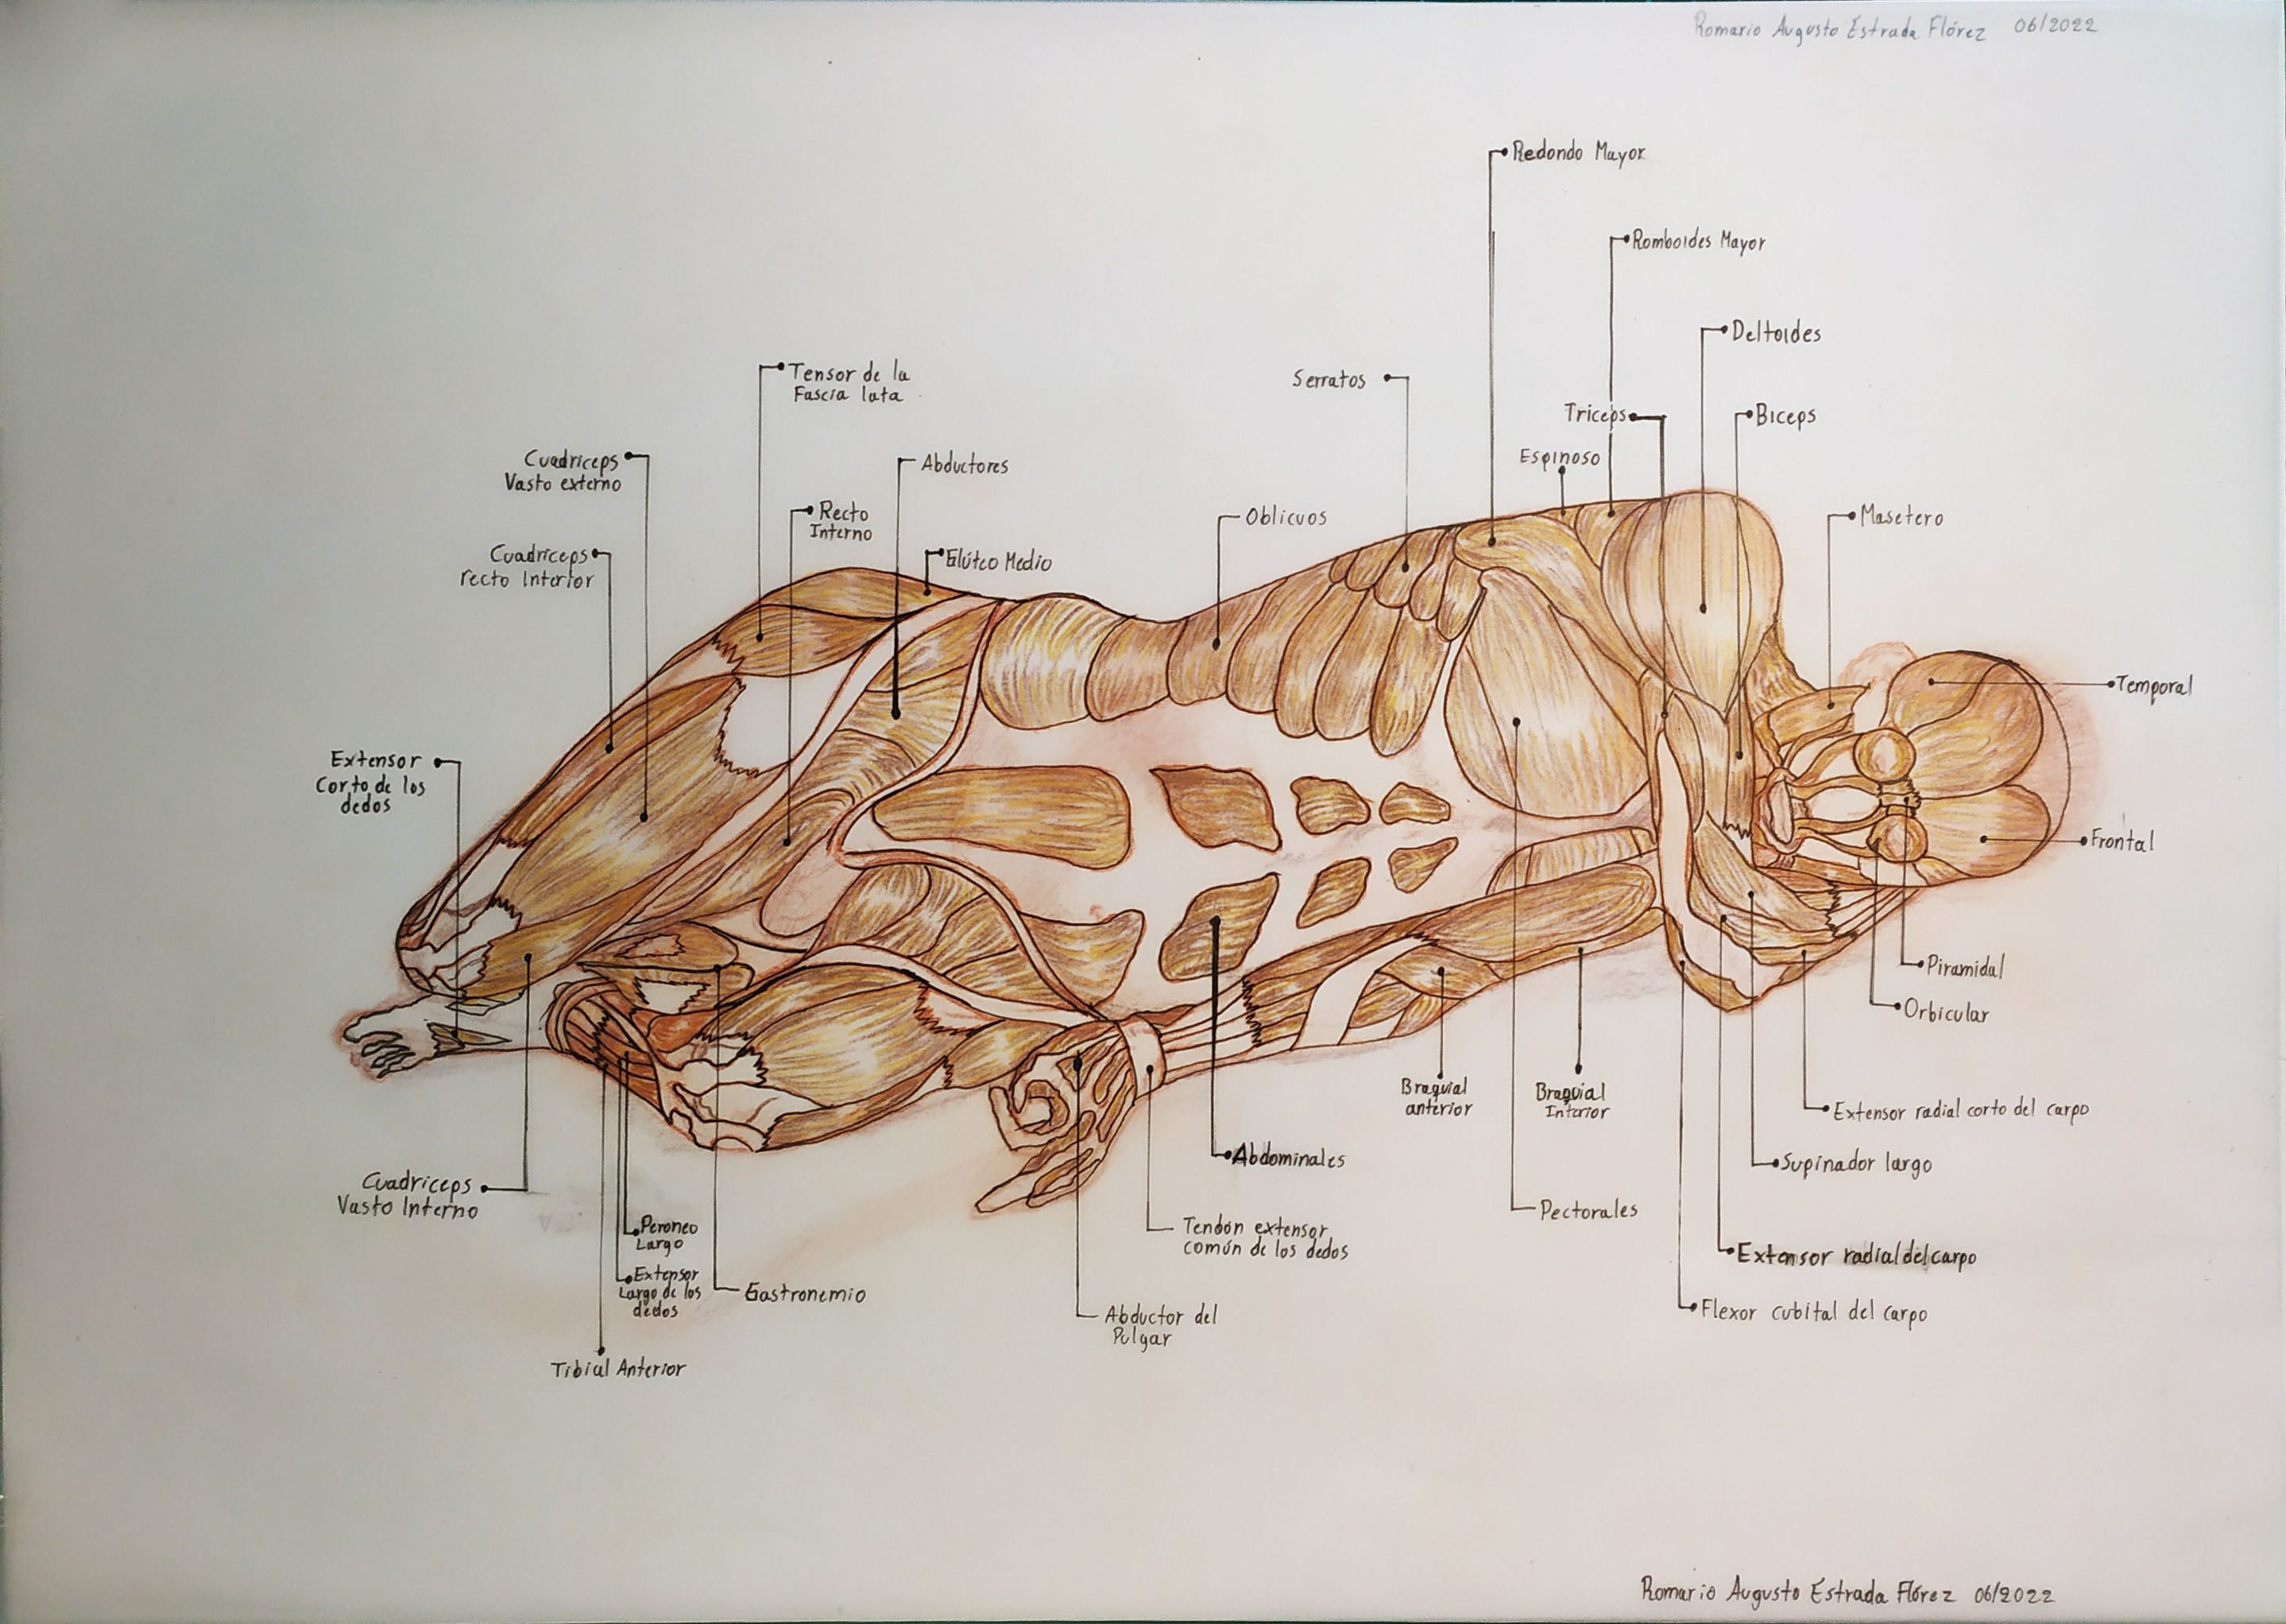 Romario Augusto Estrada Flórez 06/2022
Redondo Mayor
Romboides Mayor
Deltoides
Tensor de la
Fascia lata
Serratos
Triceps
Biceps
Cuadriceps
Vasto externo
Abductores
Espinoso
Recto
Interno
Oblicuos
Masetero
Cuadriceps
recto Interior
Glúteo Medio
Temporal
Extensor
Corto de los
dedos
Frontal
Piramidal
Orbicular
Braquial
anterior
Braquial
Interior
Extensor radial corto del carpo
Abdominales
Supinador largo
Cuadriceps
Vasto Interno
Pectorales
Peroneo
Largo
Tendón extensor
común de los dedos
Extensor radial del carpo
Extensor
Largo de los
dedos
Gastronemio
Abductor del
Pulgar
Flexor cubital del carpo
Tibial Anterior
Romario Augusto Estrada Flórez 06/2022